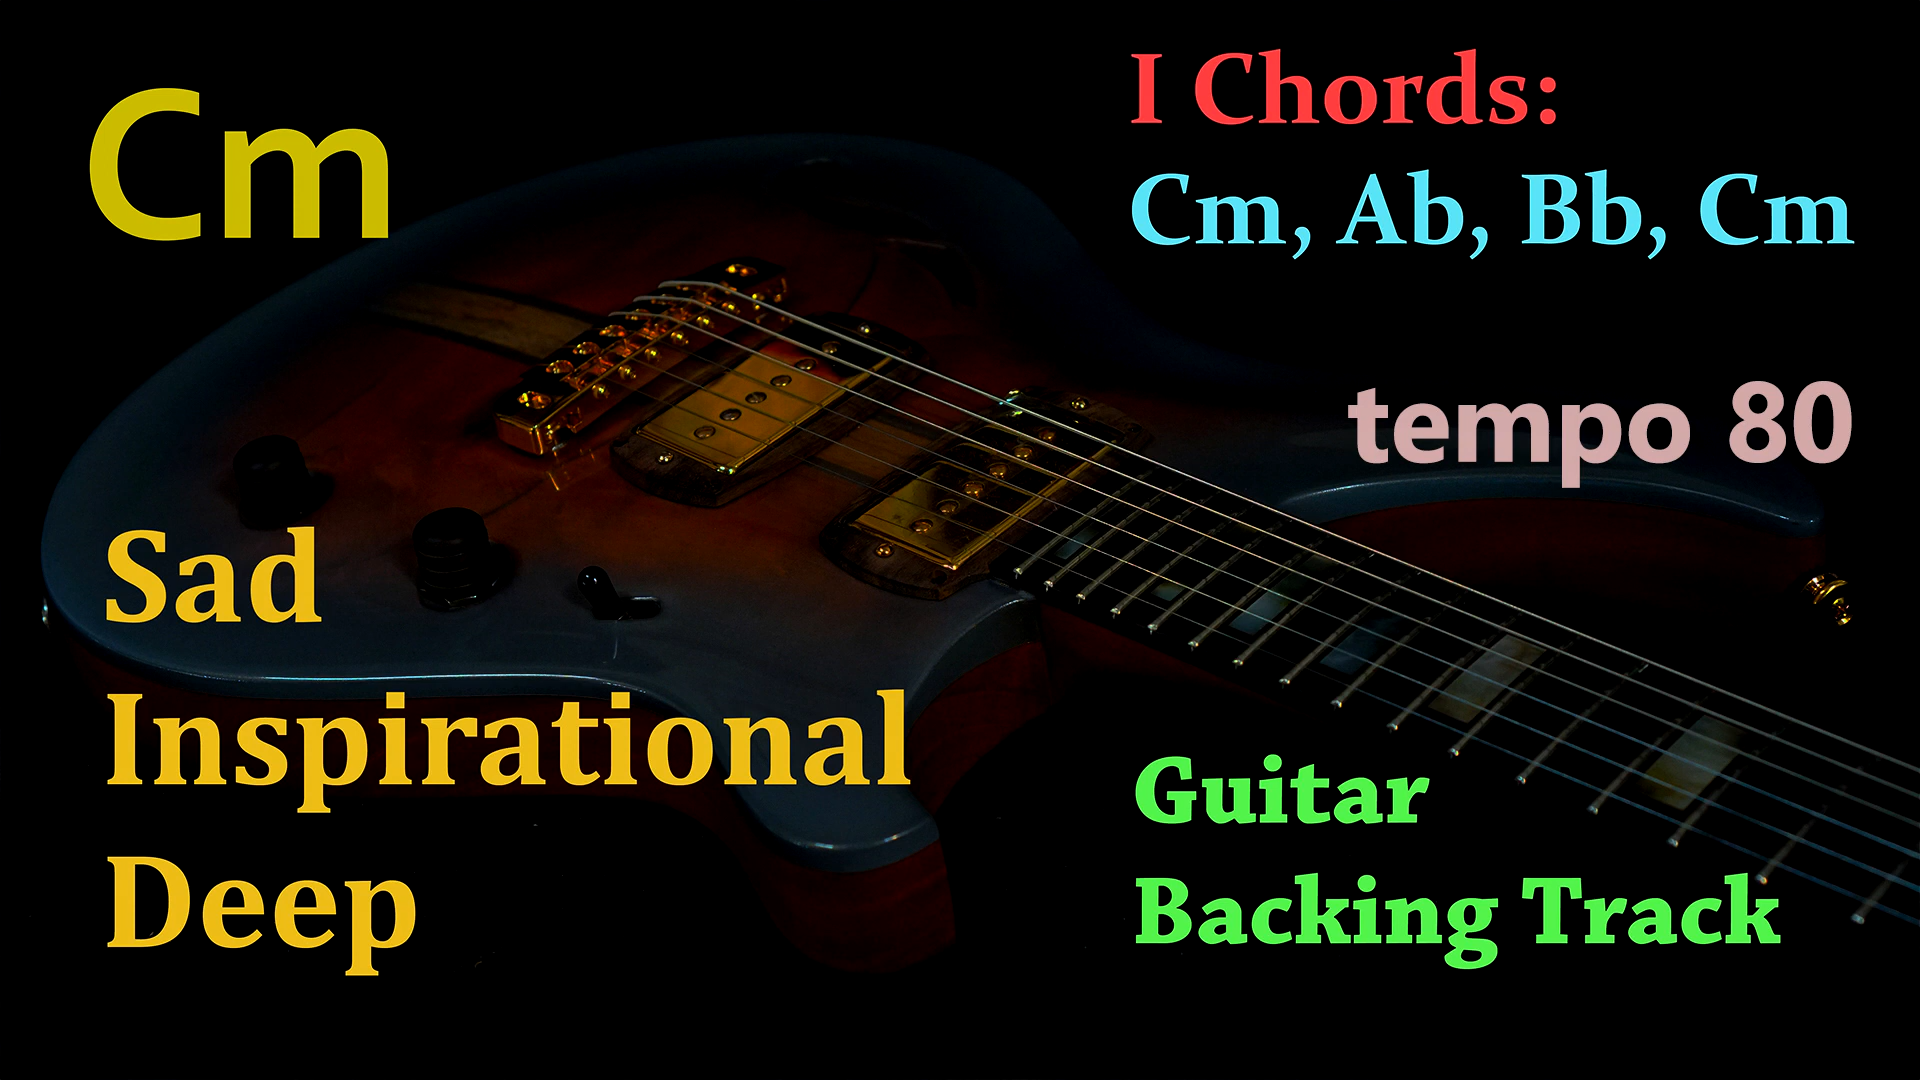 Cm
I Chords:
Cm, Ab, Bb, Cm
tempo 80
Sad
Inspirational
Deep
Guitar
Backing Track